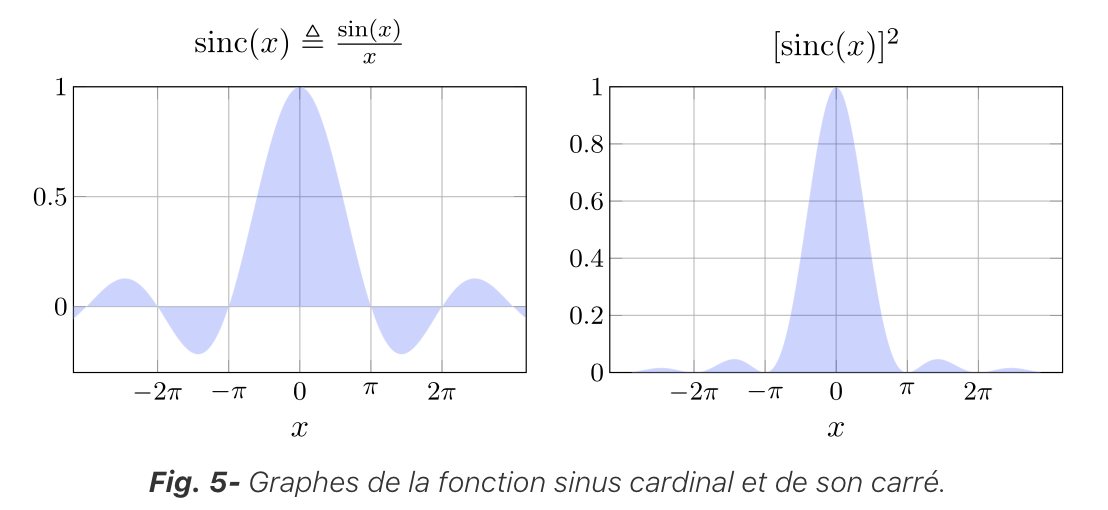 sinc(x) ≜ sin(x)/x
1
0.5
0
−2π −π 0 π 2π
x
[sinc(x)]²
1
0.8
0.6
0.4
0.2
0
−2π −π 0 π 2π
x
Fig. 5- Graphes de la fonction sinus cardinal et de son carré.